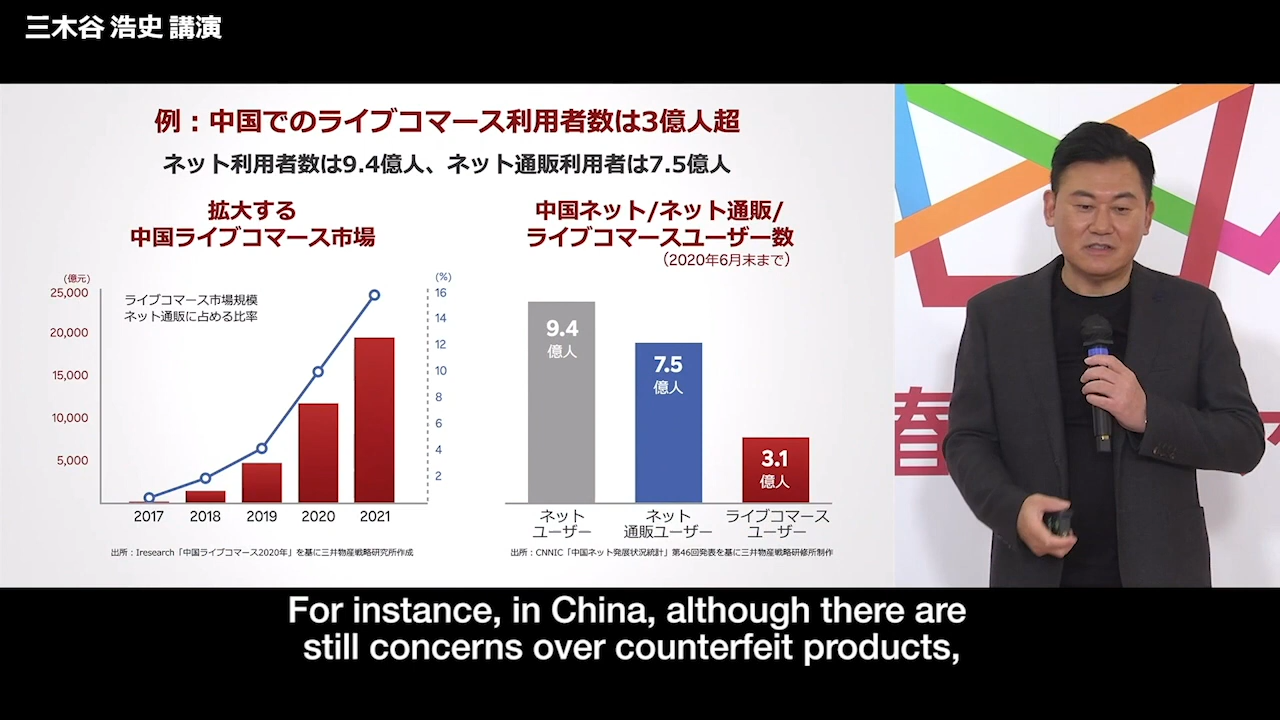 三木谷 浩史 講演
例：中国でのライブコマース利用者数は3億人超
ネット利用者数は9.4億人、ネット通販利用者は7.5億人
拡大する
中国ライブコマース市場
(億元)
(%)
25,000
20,000
15,000
10,000
5,000
ライブコマース市場規模
ネット通販に占める比率
16
14
12
10
8
6
4
2
2017 2018 2019 2020 2021
出所：Iresearch「中国ライブコマース2020年」を基に三井物産戦略研究所作成
中国ネット/ネット通販/
ライブコマースユーザー数
（2020年6月末まで）
9.4
億人
7.5
億人
3.1
億人
ネット
ユーザー
ネット
通販ユーザー
ライブコマース
ユーザー
出所：CNNIC「中国ネット発展状況統計」第46回発表を基に三井物産戦略研修所制作
春
For instance, in China, although there are
still concerns over counterfeit products,